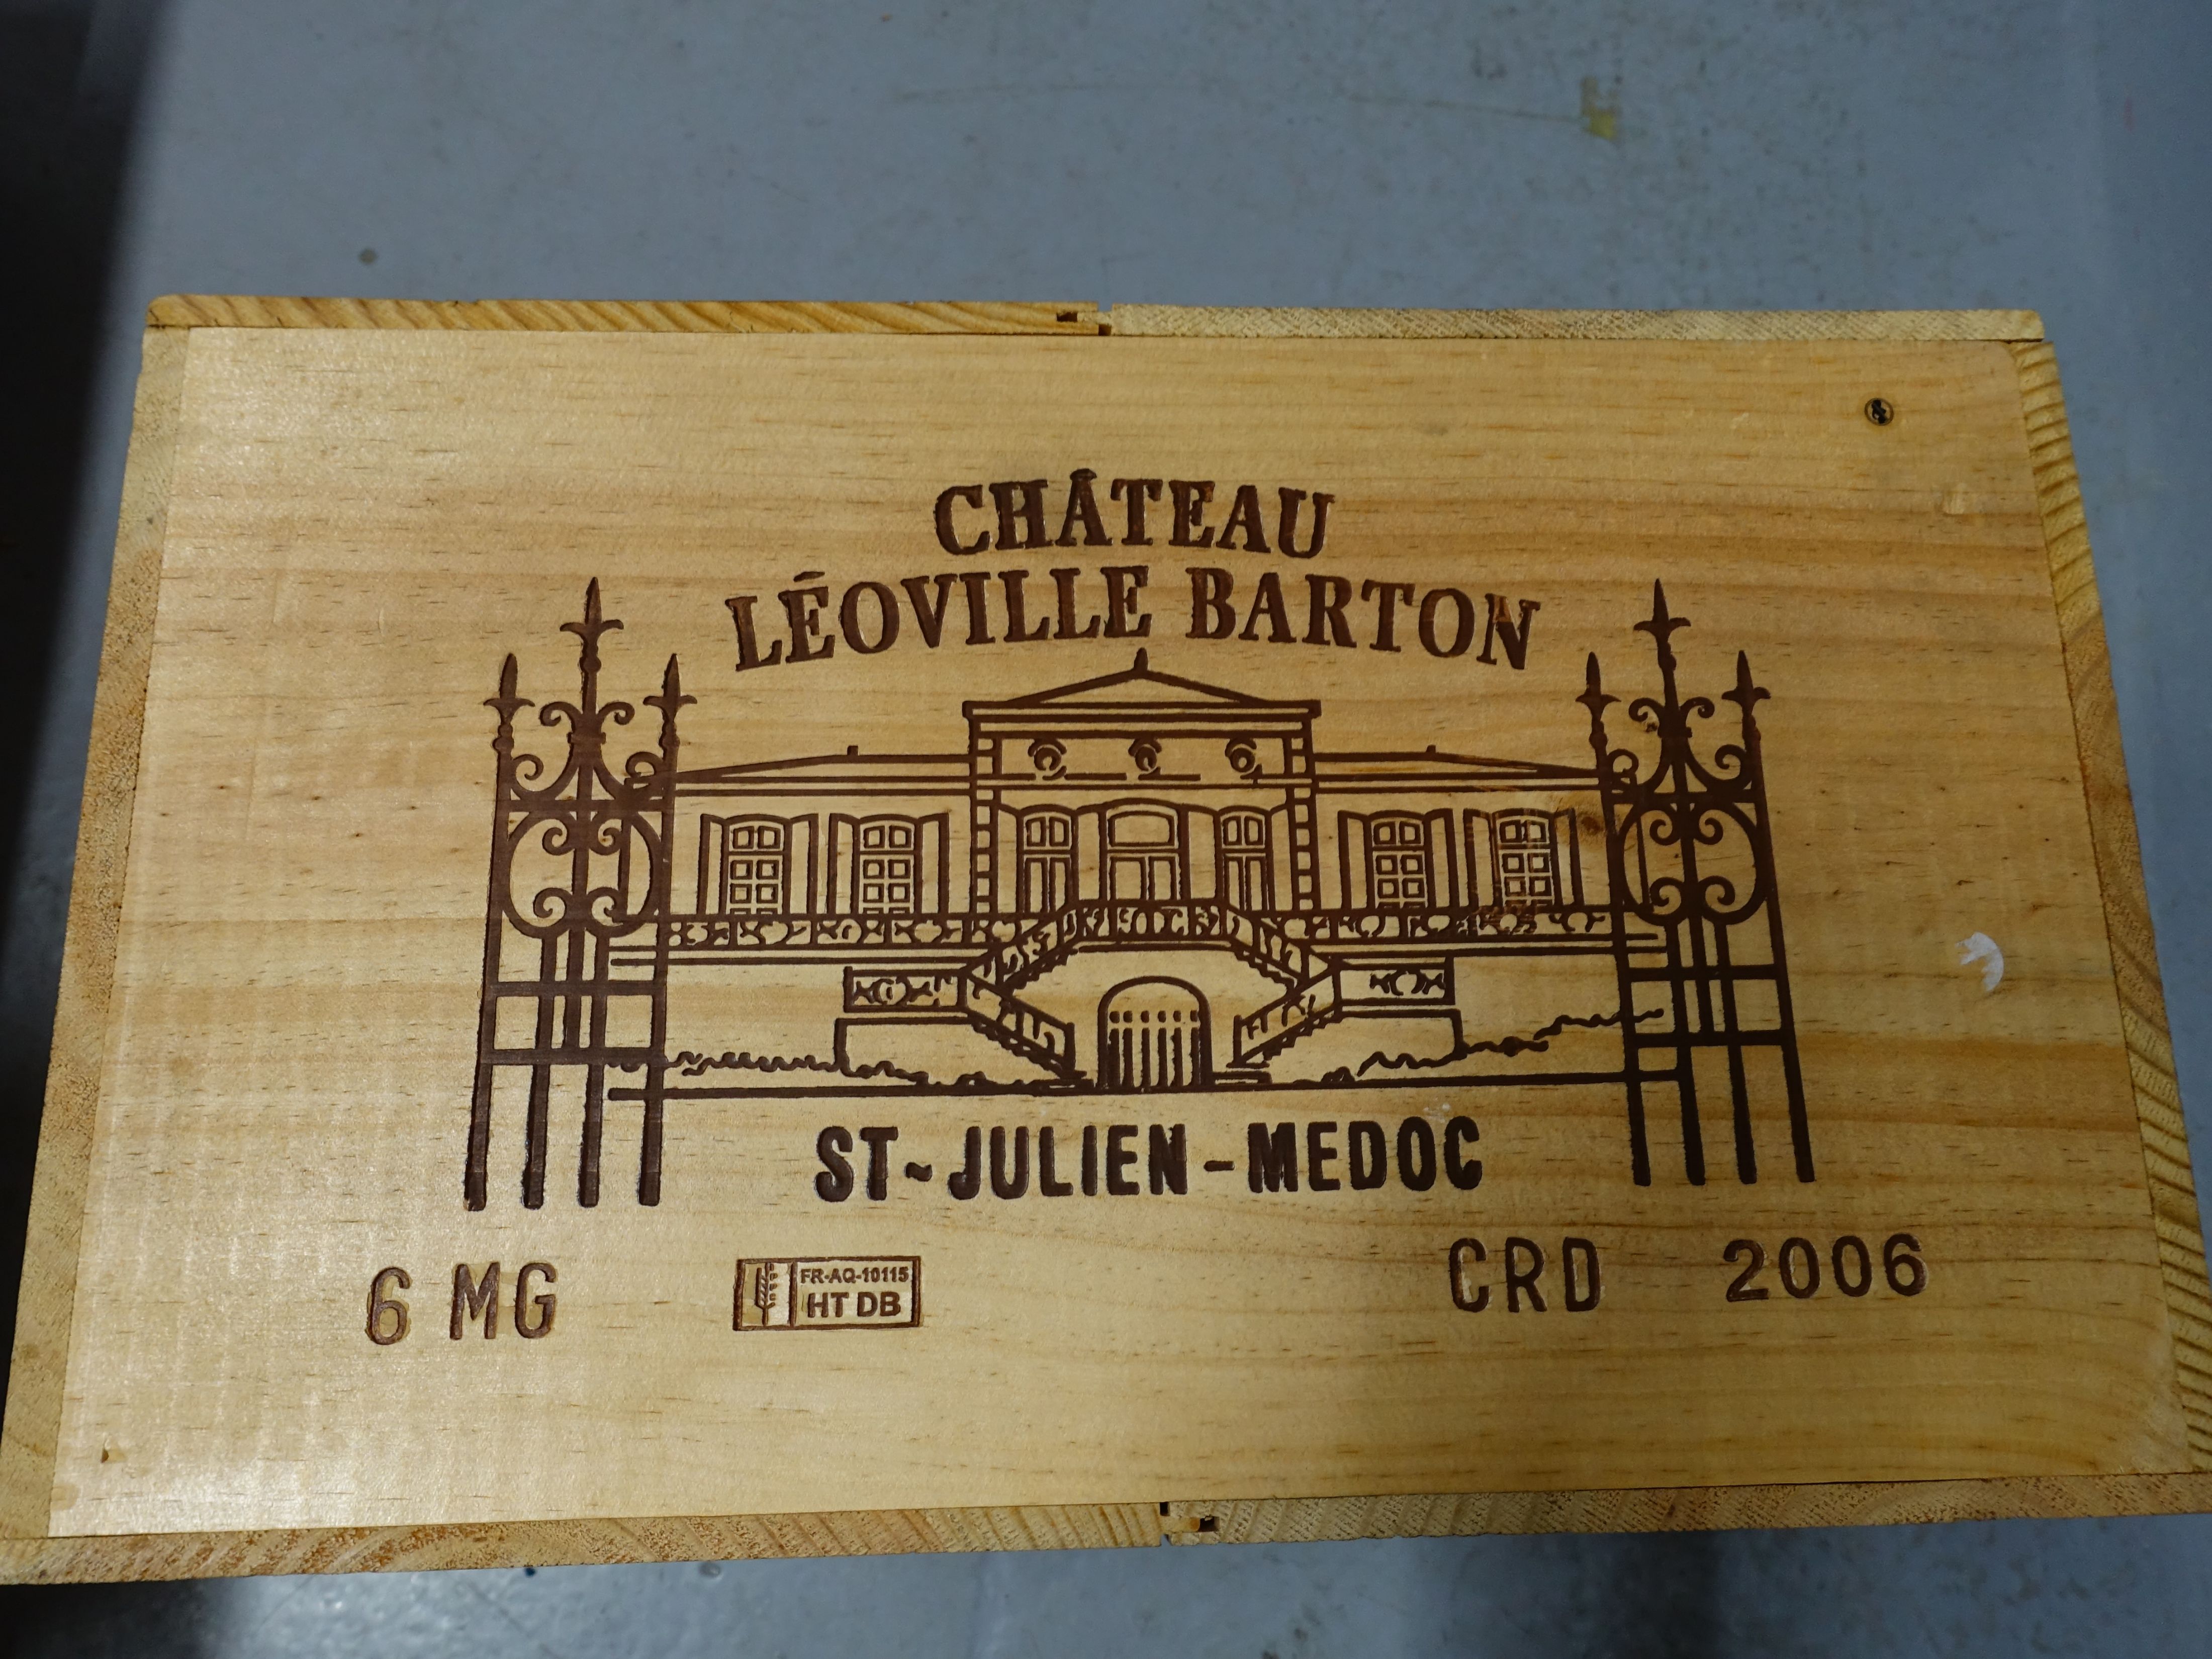 CHÂTEAU
LÉOVILLE BARTON
ST-JULIEN-MEDOC
6 MG
FR-AQ-10115
HT DB
CRD 2006